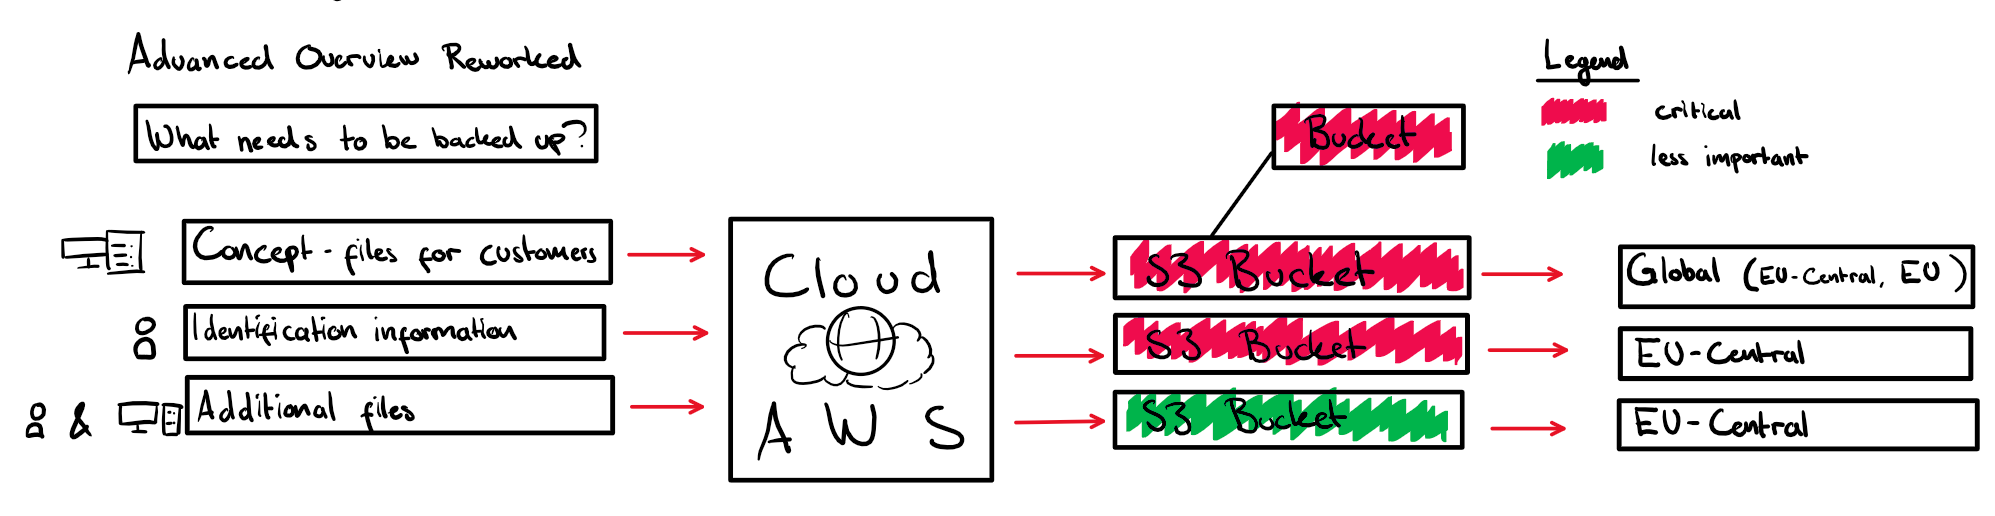 Advanced Overview Reworked
What needs to be backed up?
Legend
critical
less important
Bucket
Concept-files for customers
Identification information
&
Additional files
Cloud
AWS
S3 Bucket
S3 Bucket
S3 Bucket
Global (EU-Central, EU)
EU-Central
EU-Central